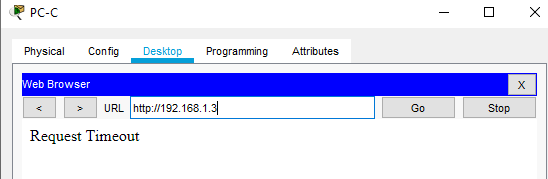 PC-C
Physical Config Desktop Programming Attributes
Web Browser X
< > URL http://192.168.1.3 Go Stop
Request Timeout